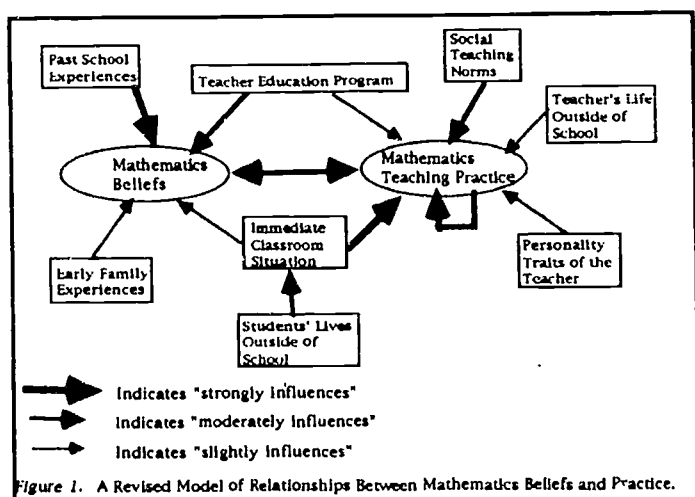 Past School
Experiences
Teacher Education Program
Social
Teaching
Norms
Teacher's Life
Outside of
School
Mathematics
Beliefs
Mathematics
Teaching Practice
Immediate
Classroom
Situation
Early Family
Experiences
Personality
Traits of the
Teacher
Students' Lives
Outside of
School
Indicates "strongly influences"
Indicates "moderately influences"
Indicates "slightly influences"
Figure 1. A Revised Model of Relationships Between Mathematics Beliefs and Practice.